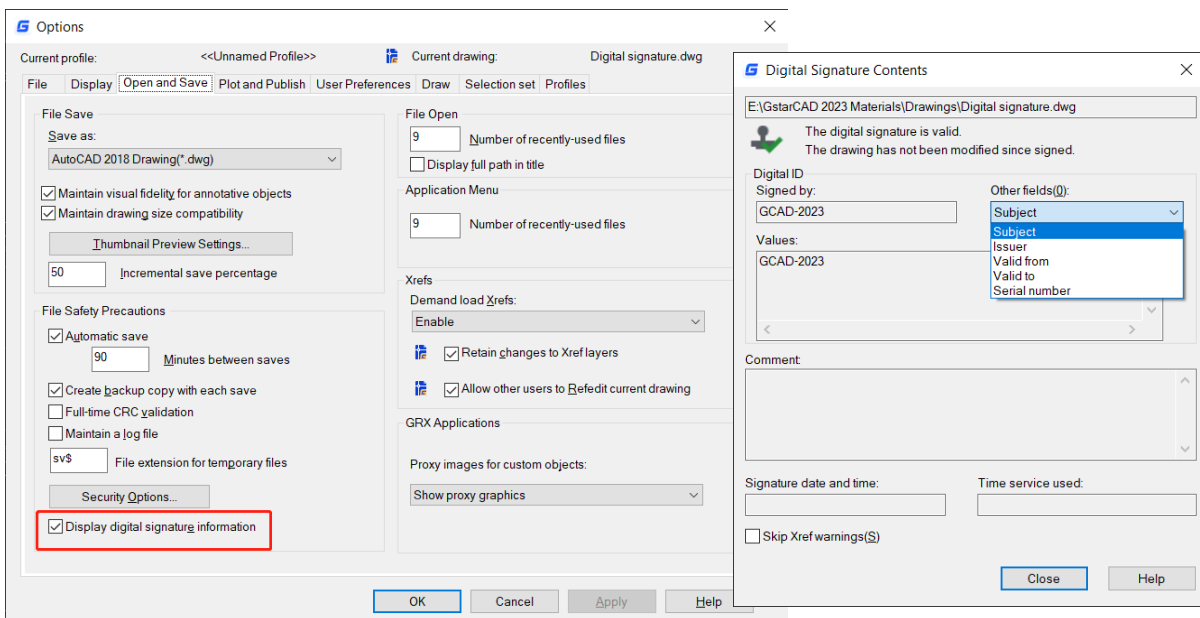 Options
Current profile: <<Unnamed Profile>> Current drawing: Digital signature.dwg
File Display Open and Save Plot and Publish User Preferences Draw Selection set Profiles
File Save
Save as:
AutoCAD 2018 Drawing(*.dwg)
Maintain visual fidelity for annotative objects
Maintain drawing size compatibility
Thumbnail Preview Settings...
50 Incremental save percentage
File Safety Precautions
Automatic save
90 Minutes between saves
Create backup copy with each save
Full-time CRC validation
Maintain a log file
sv$ File extension for temporary files
Security Options...
Display digital signature information
File Open
9 Number of recently-used files
Display full path in title
Application Menu
9 Number of recently-used files
Xrefs
Demand load Xrefs:
Enable
Retain changes to Xref layers
Allow other users to Refedit current drawing
GRX Applications
Proxy images for custom objects:
Show proxy graphics
OK Cancel Apply Help
Digital Signature Contents
E:\GstarCAD 2023 Materials\Drawings\Digital signature.dwg
The digital signature is valid.
The drawing has not been modified since signed.
Digital ID
Signed by: Other fields(0):
GCAD-2023 Subject
Subject
Issuer
Valid from
Valid to
Serial number
Values:
GCAD-2023
Comment:
Signature date and time: Time service used:
Skip Xref warnings(S)
Close Help